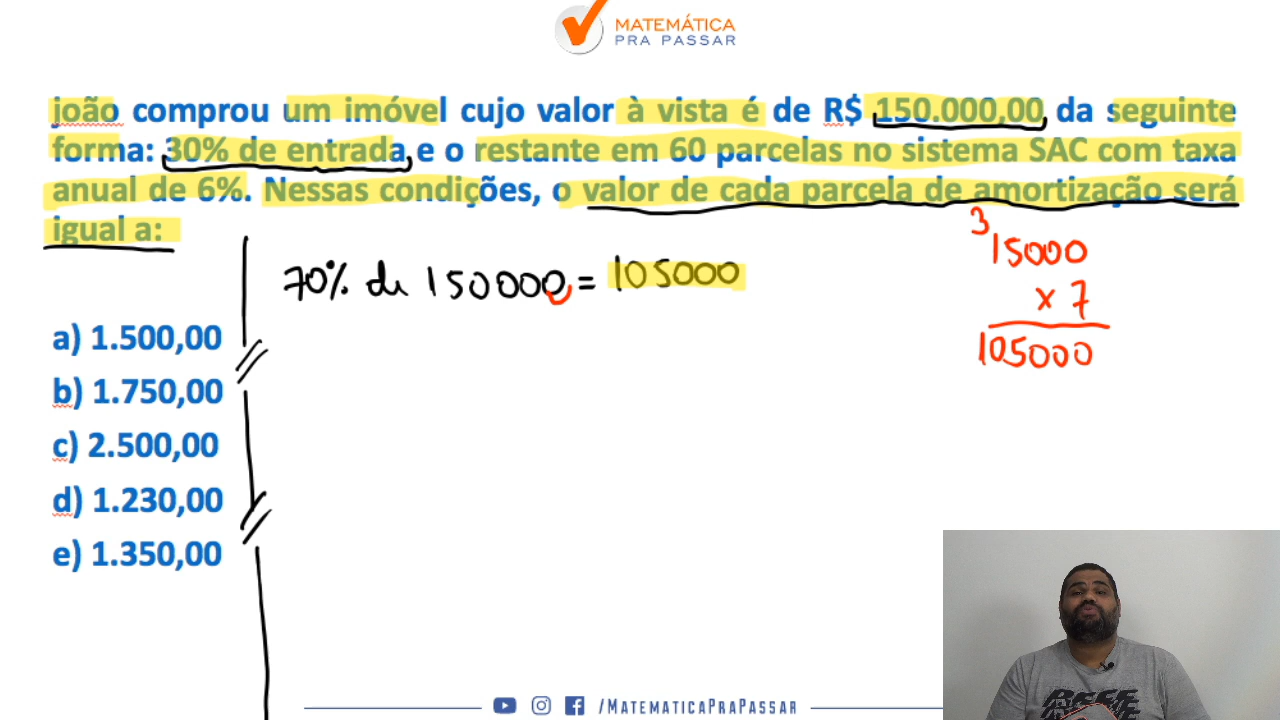 MATEMÁTICA
PRA PASSAR
joão comprou um imóvel cujo valor à vista é de R$ 150.000,00 da seguinte
forma: 30% de entrada, e o restante em 60 parcelas no sistema SAC com taxa
anual de 6%. Nessas condições, o valor de cada parcela de amortização será
igual a:
70% de 150000 = 105000
3
15000
x 7
105000
a) 1.500,00
b) 1.750,00
c) 2.500,00
d) 1.230,00
e) 1.350,00
/MATEMATICAPRAPASSAR